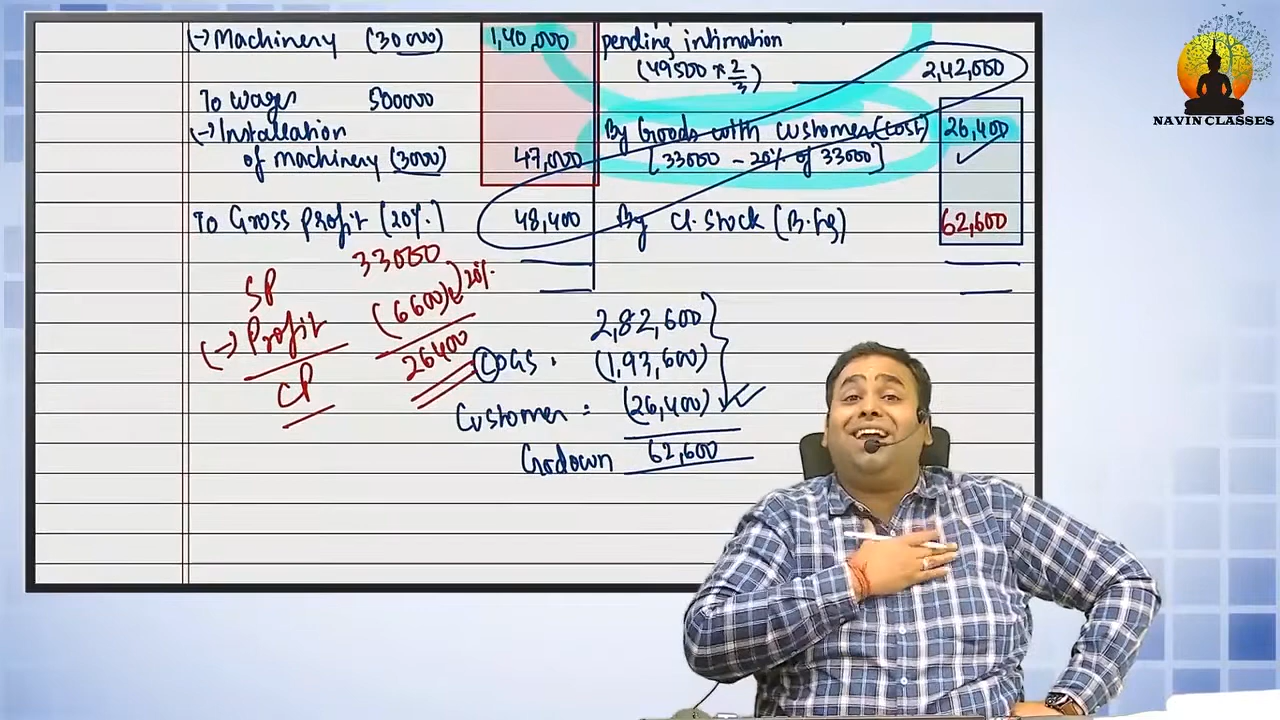 (-) Machinery (30000) 1,40,000
pending intimation
(49500 * 2/3) 2,42,000
To wages 500000
(-) Installation
of machinery (3000) 47,000
By Goods with customer (cost) 26,400
[33000 - 20% of 33000]
To Gross Profit (20%.) 48,400
By Cl. Stock (B.fig) 62,600
SP 33000
(-) Profit (6600) 20%
CP 26400
2,82,600
COGS . (1,93,600)
Customer = (26,400)
Godown 62,600
NAVIN CLASSES